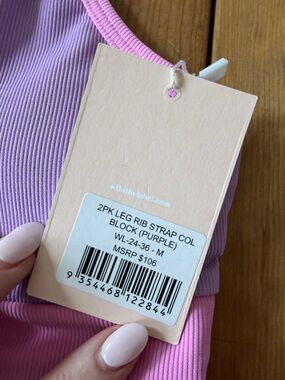 2PK LEG RIB STRAP COL
BLOCK (PURPLE)
WL-24-36 - M
MSRP $106
9 354468 122844